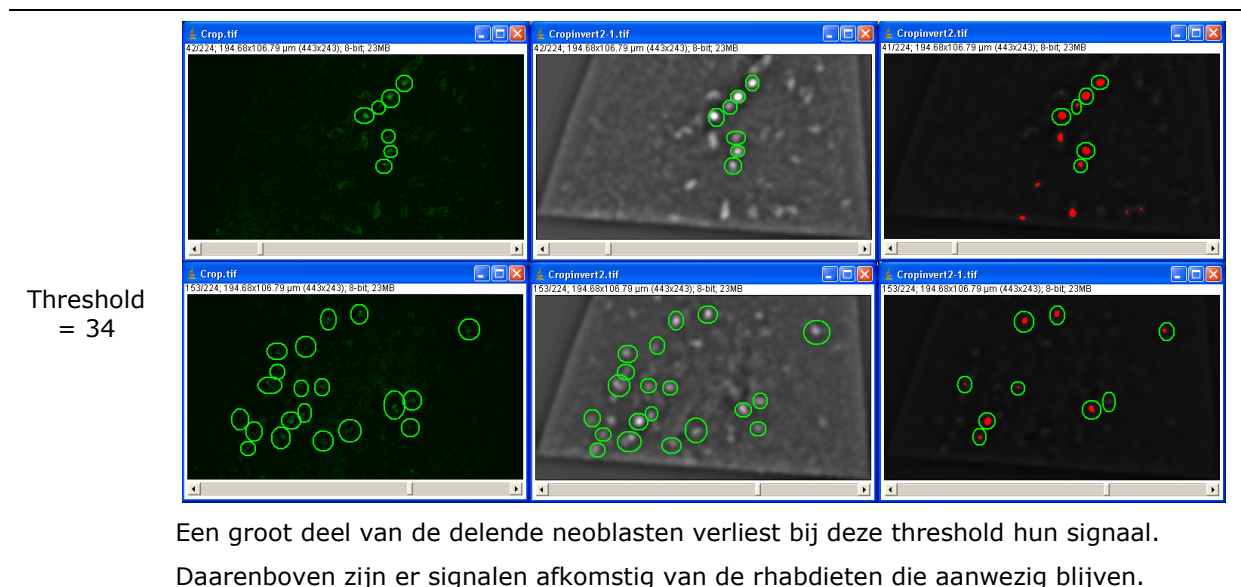 Crop.tif
42/224; 194.68x106.79 µm (443x243); 8-bit; 23MB
Cropinvert2-1.tif
42/224; 194.68x106.79 µm (443x243); 8-bit; 23MB
Cropinvert2.tif
41/224; 194.68x106.79 µm (443x243); 8-bit; 23MB
Threshold
= 34
Crop.tif
153/224; 194.68x106.79 µm (443x243); 8-bit; 23MB
Cropinvert2.tif
153/224; 194.68x106.79 µm (443x243); 8-bit; 23MB
Cropinvert2-1.tif
153/224; 194.68x106.79 µm (443x243); 8-bit; 23MB
Een groot deel van de delende neoblasten verliest bij deze threshold hun signaal.
Daarenboven zijn er signalen afkomstig van de rhabdieten die aanwezig blijven.